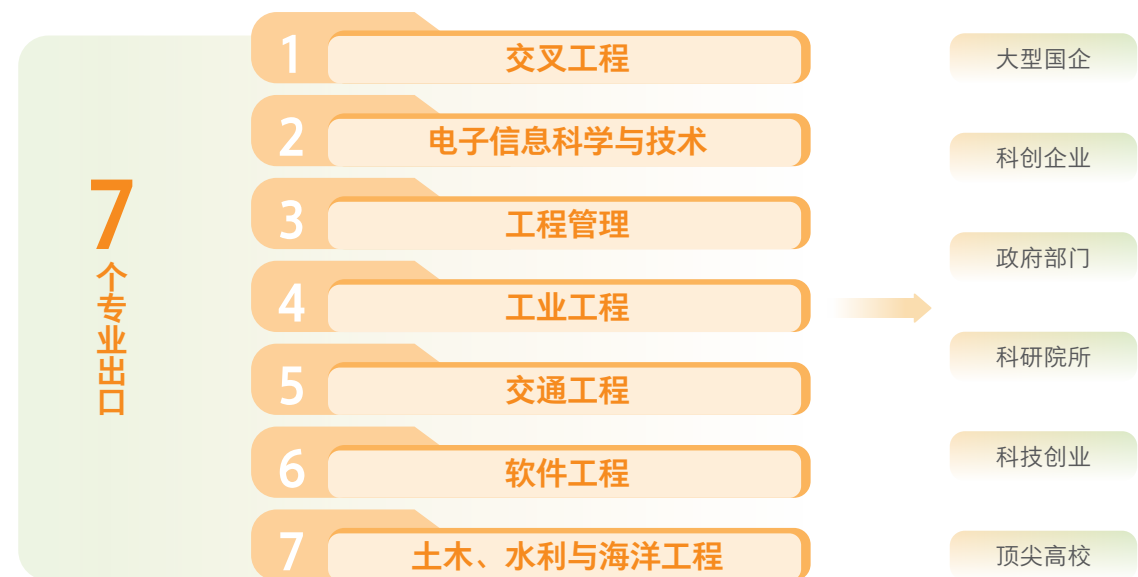 7
个专业出口
1
交叉工程
2
电子信息科学与技术
3
工程管理
4
工业工程
5
交通工程
6
软件工程
7
土木、水利与海洋工程
大型国企
科创企业
政府部门
科研院所
科技创业
顶尖高校